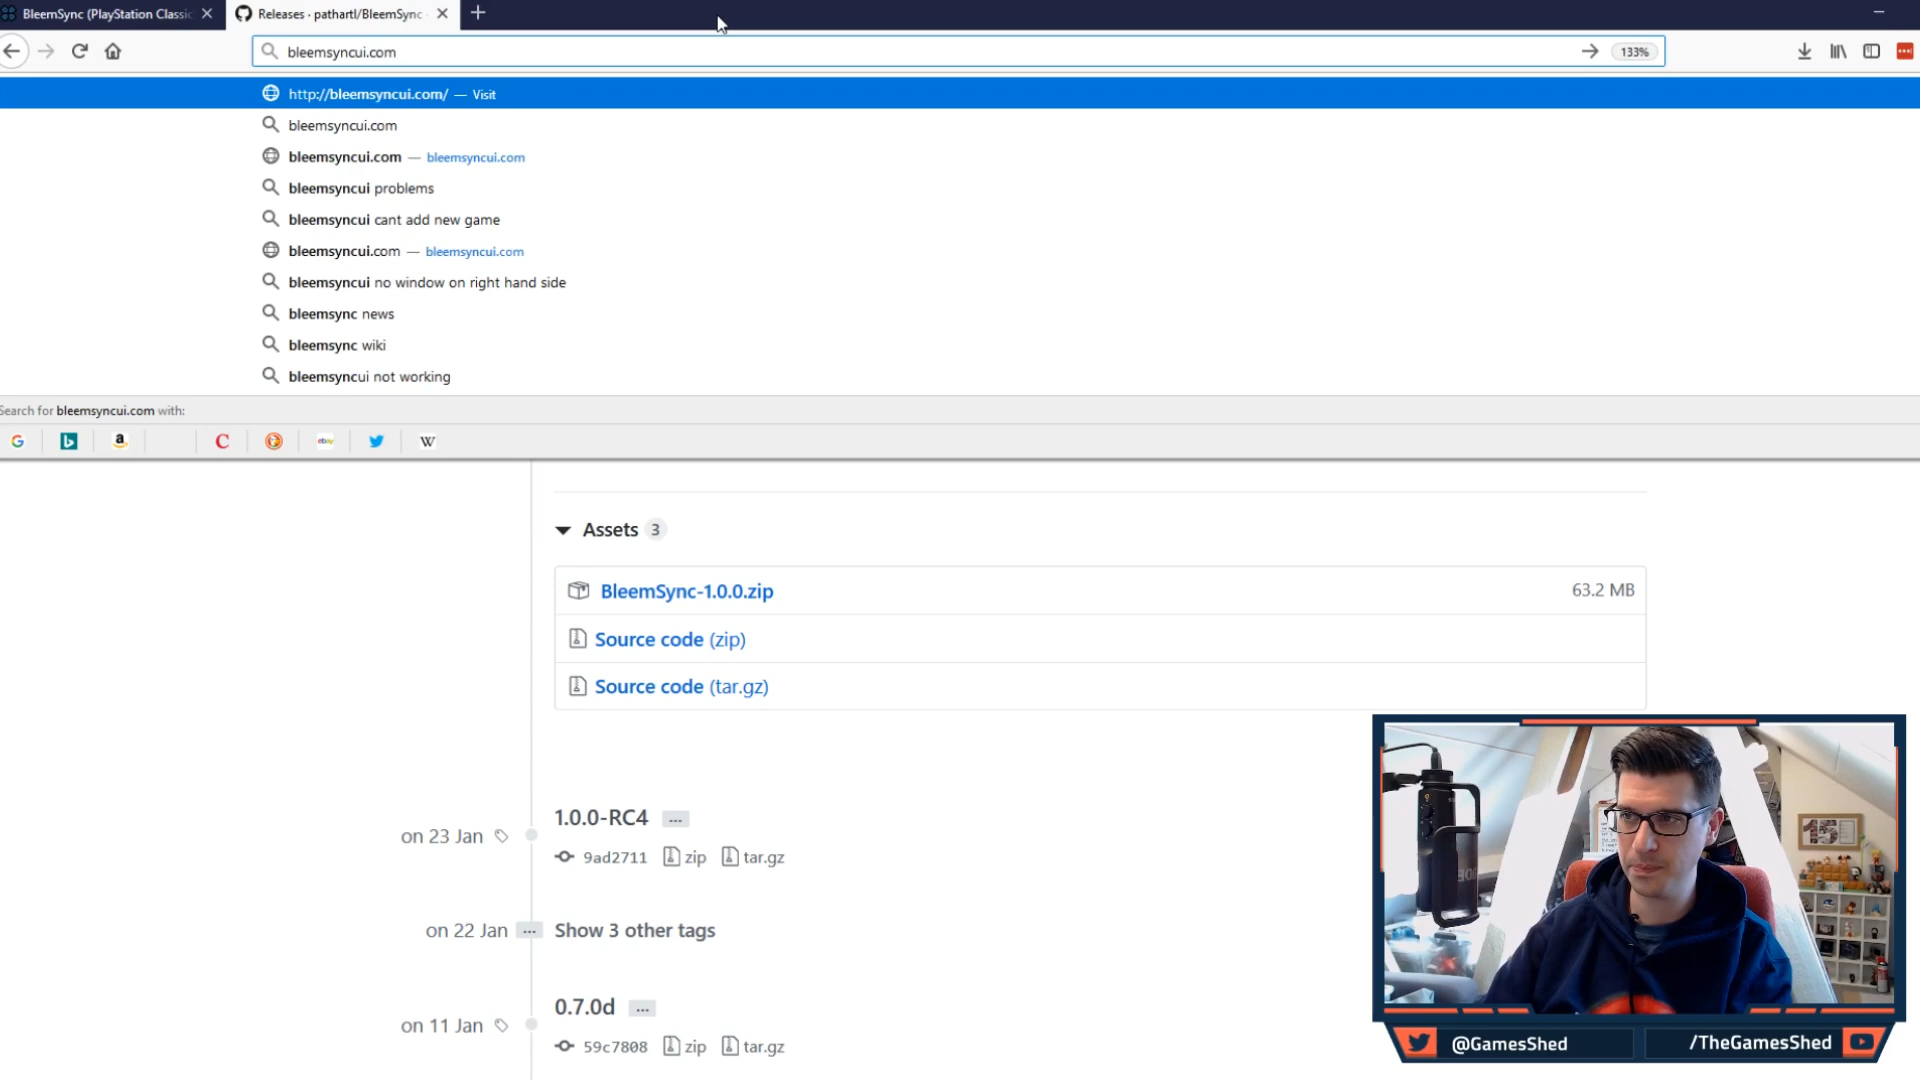 BleemSync (PlayStation Classic
Releases · pathartl/BleemSync
bleemsyncui.com
133%
http://bleemsyncui.com/ — Visit
bleemsyncui.com
bleemsyncui.com — bleemsyncui.com
bleemsyncui problems
bleemsyncui cant add new game
bleemsyncui.com — bleemsyncui.com
bleemsyncui no window on right hand side
bleemsync news
bleemsync wiki
bleemsyncui not working
Search for bleemsyncui.com with:
Assets 3
BleemSync-1.0.0.zip 63.2 MB
Source code (zip)
Source code (tar.gz)
on 23 Jan 1.0.0-RC4 ...
9ad2711 zip tar.gz
on 22 Jan ... Show 3 other tags
0.7.0d ...
on 11 Jan
59c7808 zip tar.gz
@GamesShed /TheGamesShed